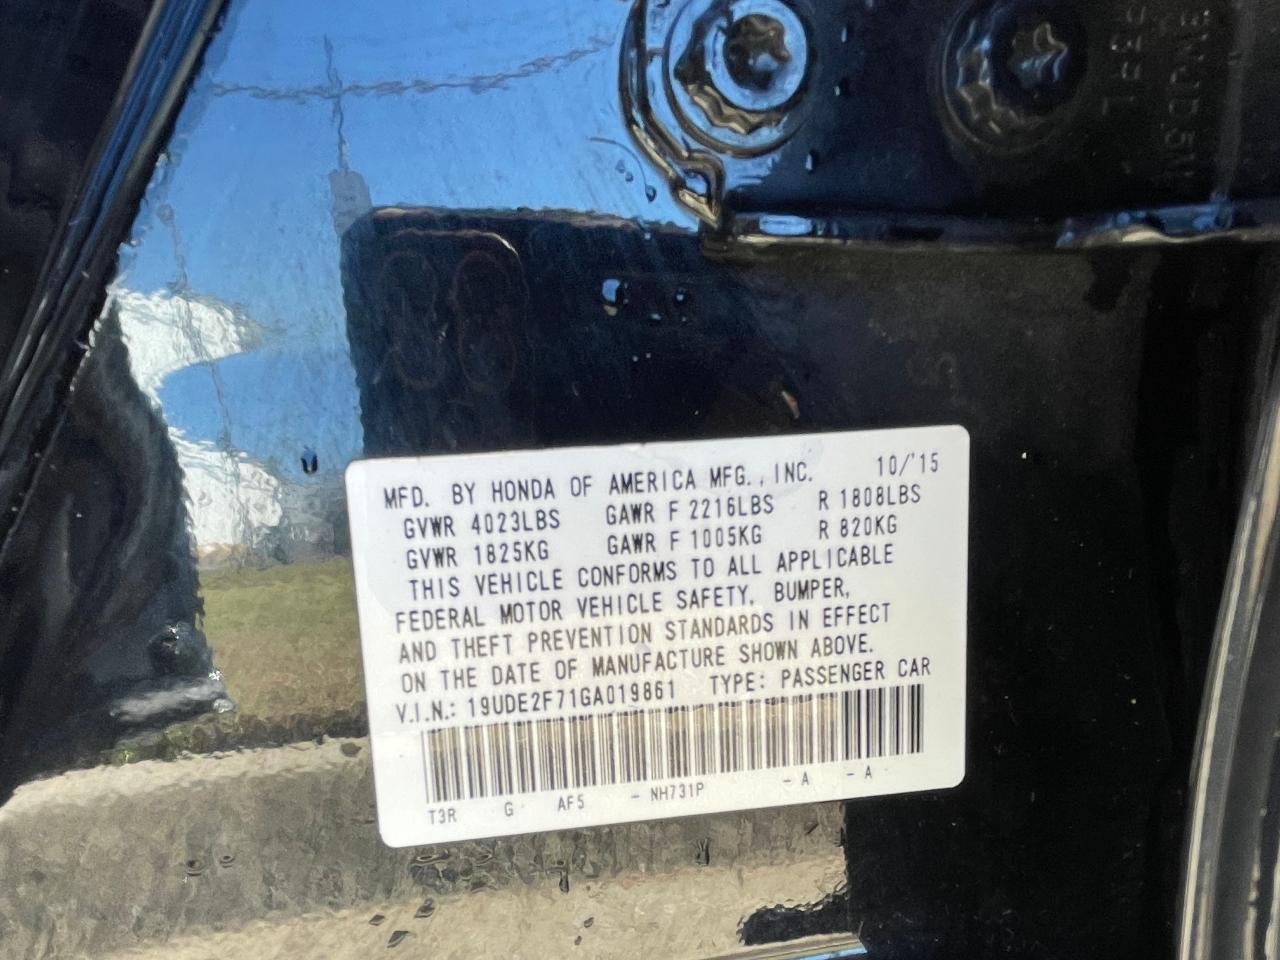 MFD. BY HONDA OF AMERICA MFG., INC. 10/'15
GVWR 4023LBS GAWR F 2216LBS R 1808LBS
GVWR 1825KG GAWR F 1005KG R 820KG
THIS VEHICLE CONFORMS TO ALL APPLICABLE
FEDERAL MOTOR VEHICLE SAFETY, BUMPER,
AND THEFT PREVENTION STANDARDS IN EFFECT
ON THE DATE OF MANUFACTURE SHOWN ABOVE.
V.I.N.: 19UDE2F71GA019861 TYPE: PASSENGER CAR
T3R G AF5 - NH731P - A - A